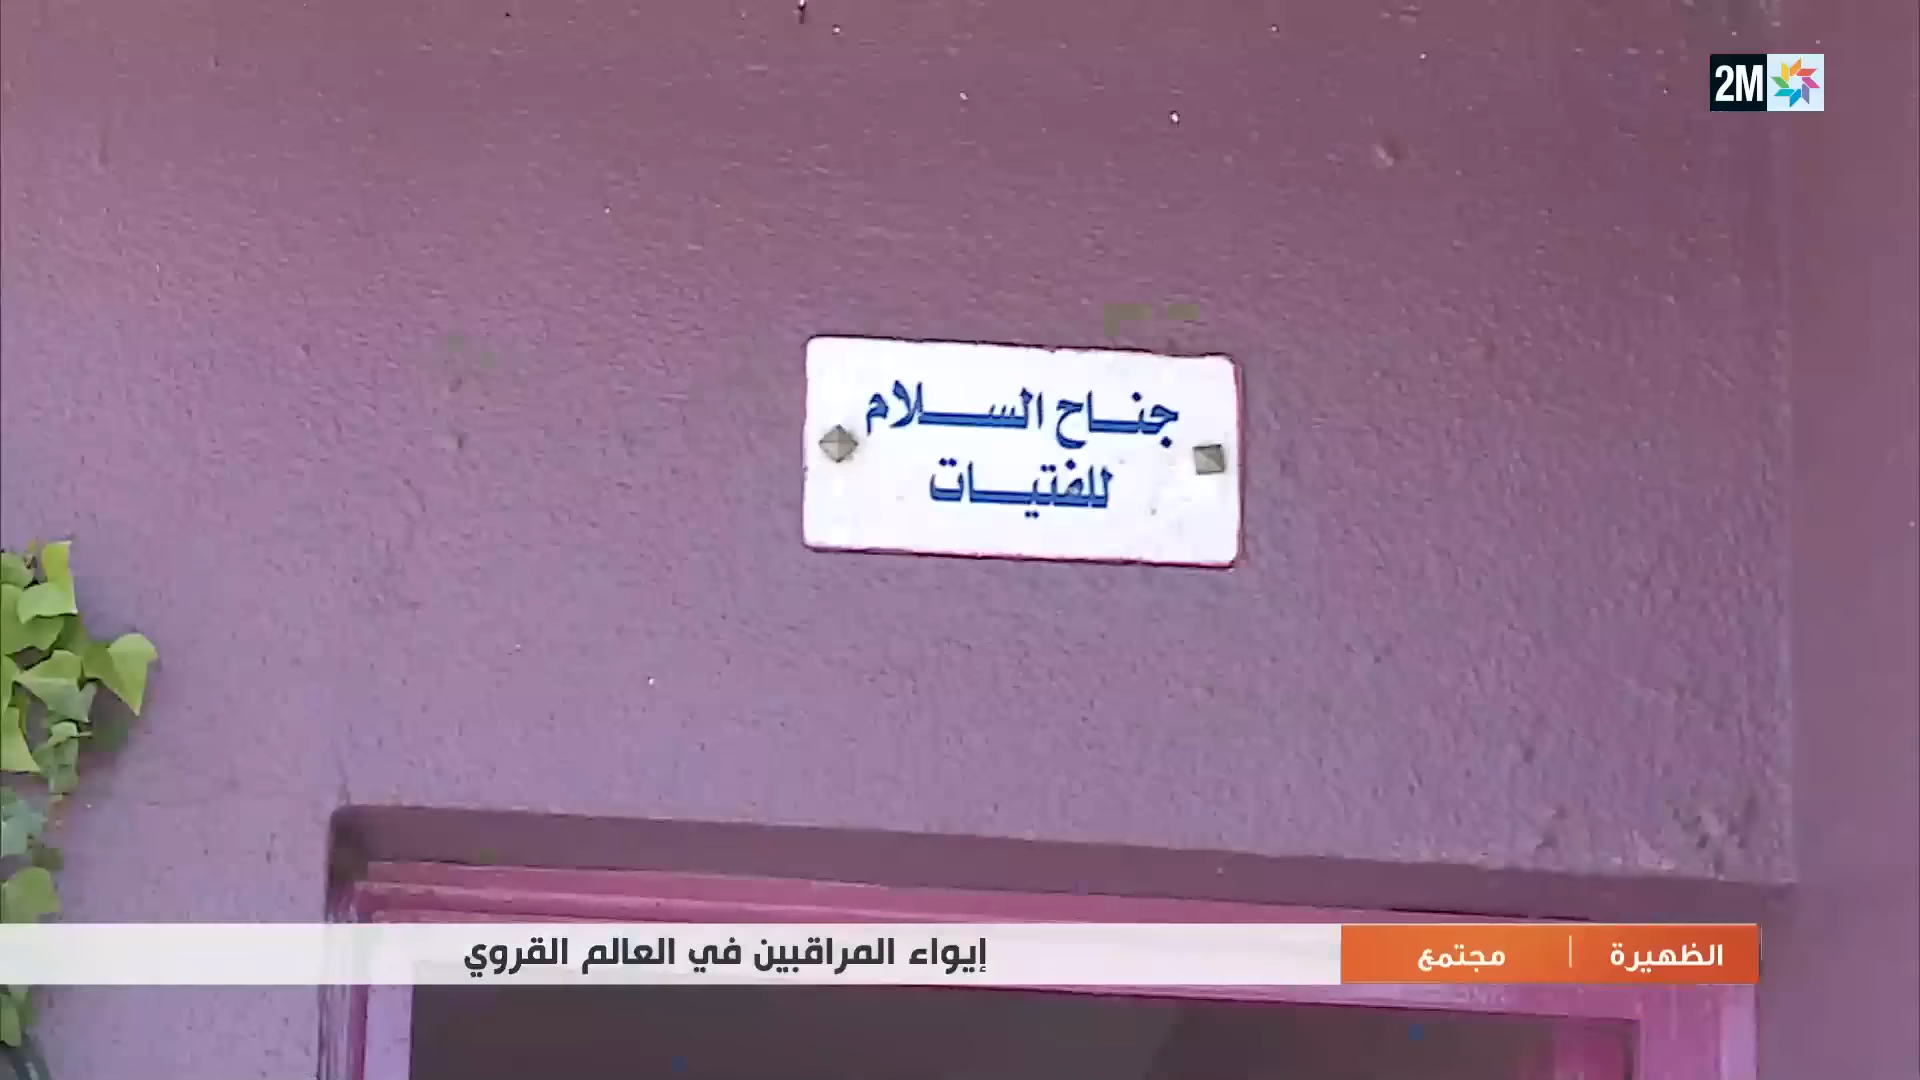 2M
جناح السلام
للفتيات
الظهيرة | مجتمع
إيواء المراقبين في العالم القروي